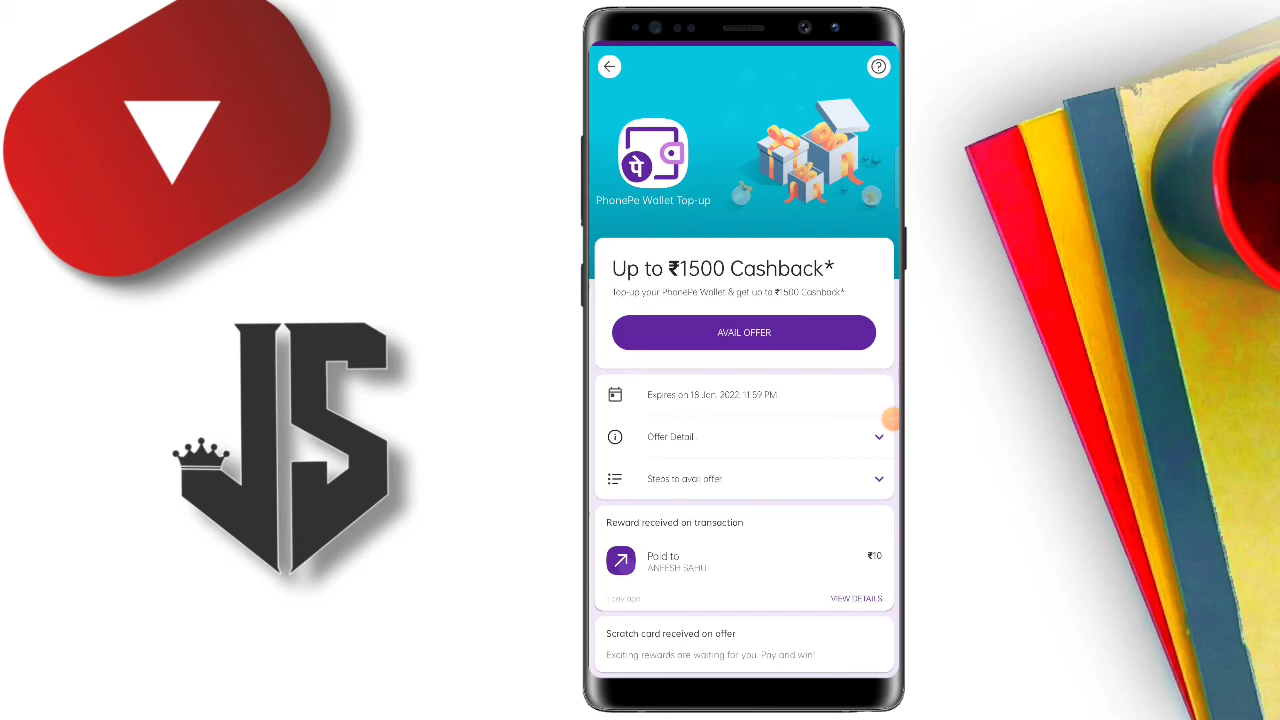 पे
PhonePe Wallet Top-up
Up to ₹1500 Cashback*
Top-up your PhonePe Wallet & get up to ₹1500 Cashback*
AVAIL OFFER
Expires on 18 Jan, 2022, 11:59 PM
Offer Detail
Steps to avail offer
Reward received on transaction
Paid to
₹10
ANEESH SAHU
1 day ago
VIEW DETAILS
Scratch card received on offer
Exciting rewards are waiting for you. Pay and win!
JS